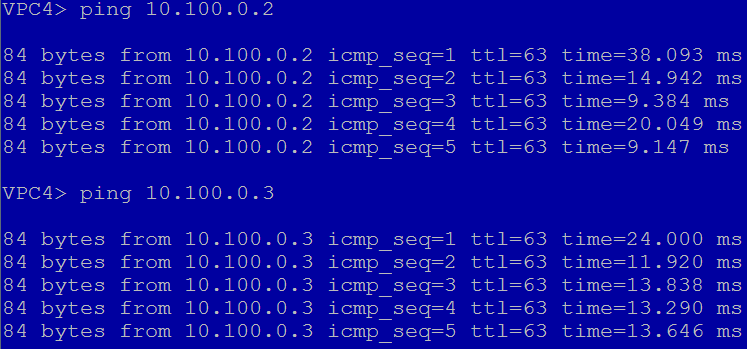 VPC4> ping 10.100.0.2
84 bytes from 10.100.0.2 icmp_seq=1 ttl=63 time=38.093 ms
84 bytes from 10.100.0.2 icmp_seq=2 ttl=63 time=14.942 ms
84 bytes from 10.100.0.2 icmp_seq=3 ttl=63 time=9.384 ms
84 bytes from 10.100.0.2 icmp_seq=4 ttl=63 time=20.049 ms
84 bytes from 10.100.0.2 icmp_seq=5 ttl=63 time=9.147 ms
VPC4> ping 10.100.0.3
84 bytes from 10.100.0.3 icmp_seq=1 ttl=63 time=24.000 ms
84 bytes from 10.100.0.3 icmp_seq=2 ttl=63 time=11.920 ms
84 bytes from 10.100.0.3 icmp_seq=3 ttl=63 time=13.838 ms
84 bytes from 10.100.0.3 icmp_seq=4 ttl=63 time=13.290 ms
84 bytes from 10.100.0.3 icmp_seq=5 ttl=63 time=13.646 ms